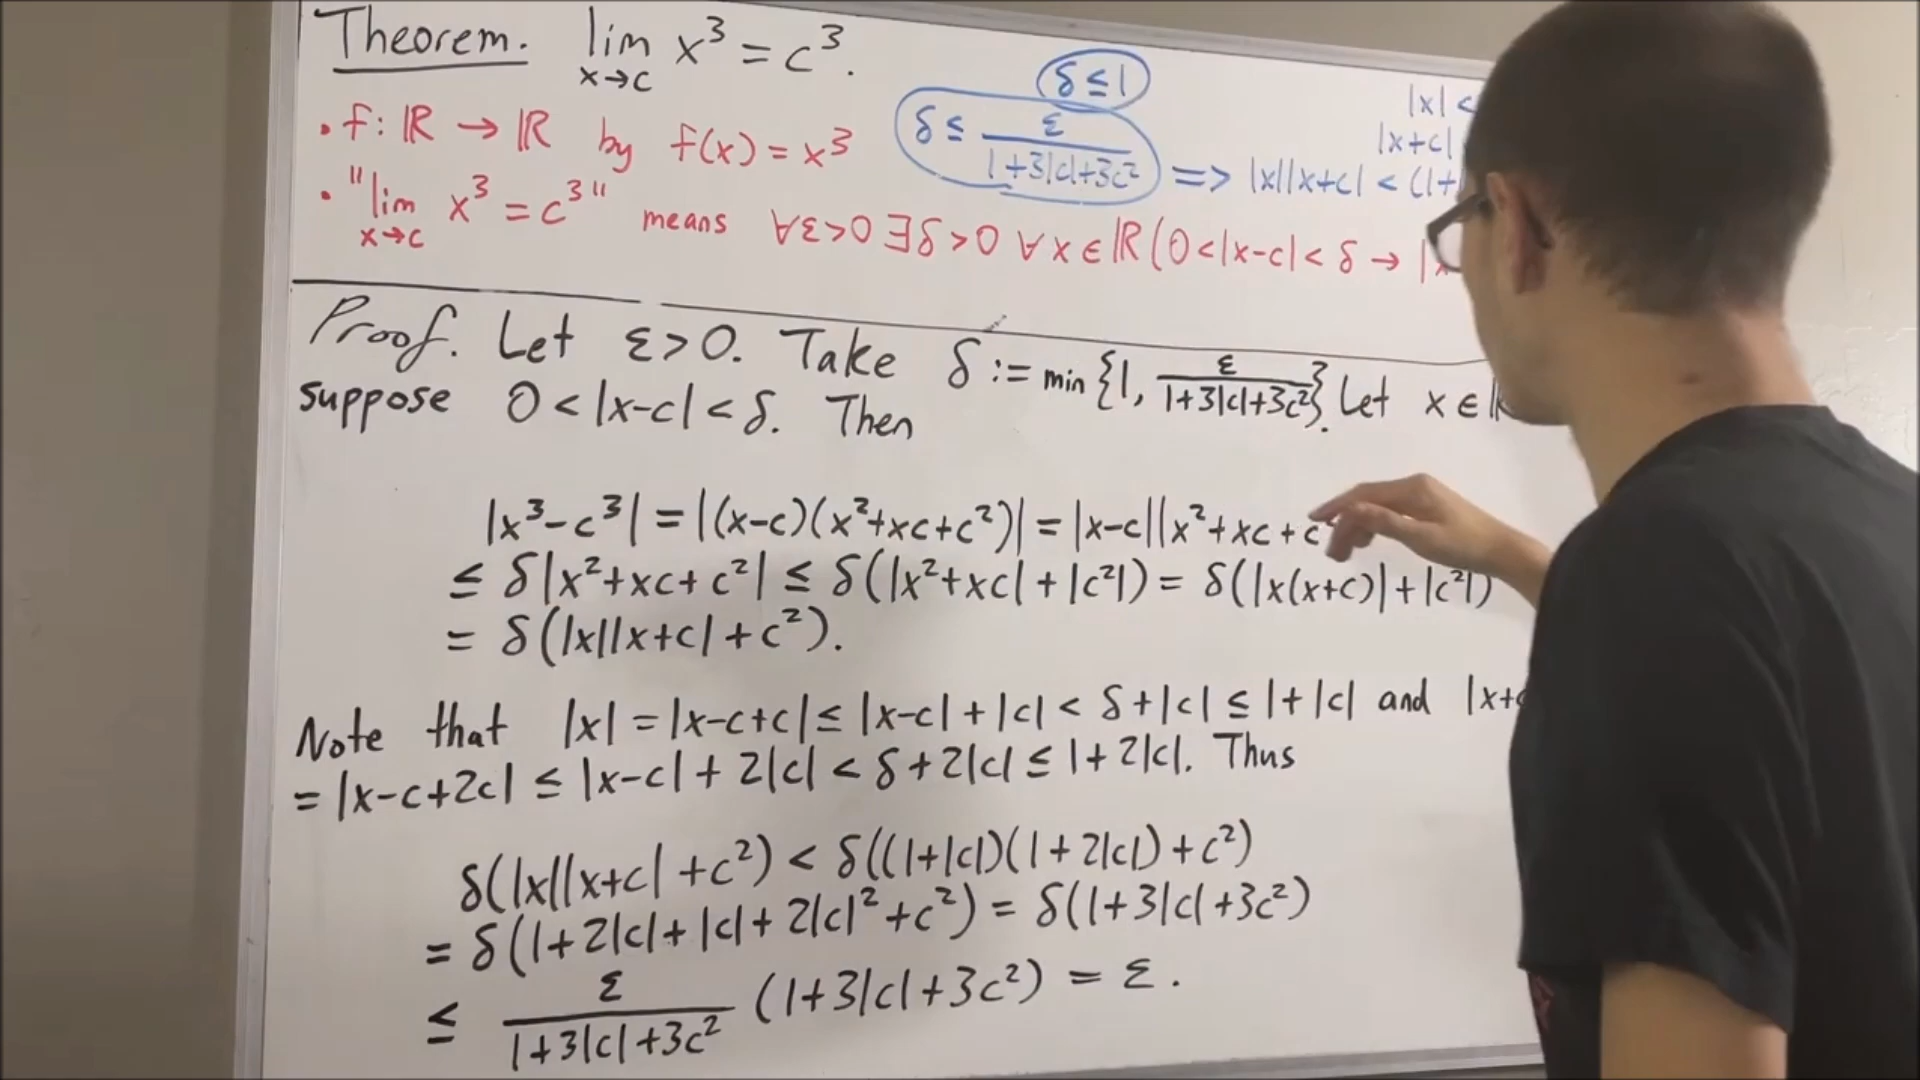 Theorem. lim x→c x³ = c³.
δ ≤ 1
|x| <
• f: ℝ → ℝ by f(x) = x³
δ ≤ ε / (1+3|c|+3c²) => |x||x+c| < (1+
|x+c|
• "lim x→c x³ = c³" means ∀ε>0 ∃δ>0 ∀x∈ℝ(0<|x-c|<δ →
Proof. Let ε>0. Take δ := min{1, ε / (1+3|c|+3c²)}. Let x ∈
suppose 0<|x-c|<δ. Then
|x³-c³| = |(x-c)(x²+xc+c²)| = |x-c||x²+xc+c
≤ δ|x²+xc+c²| ≤ δ(|x²+xc|+|c²|) = δ(|x(x+c)|+|c²|)
= δ(|x||x+c|+c²).
Note that |x| = |x-c+c| ≤ |x-c|+|c| < δ+|c| ≤ 1+|c| and |x+c
= |x-c+2c| ≤ |x-c|+2|c| < δ+2|c| ≤ 1+2|c|. Thus
δ(|x||x+c|+c²) < δ((1+|c|)(1+2|c|)+c²)
= δ(1+2|c|+|c|+2|c|²+c²) = δ(1+3|c|+3c²)
≤ ε / (1+3|c|+3c²) (1+3|c|+3c²) = ε.